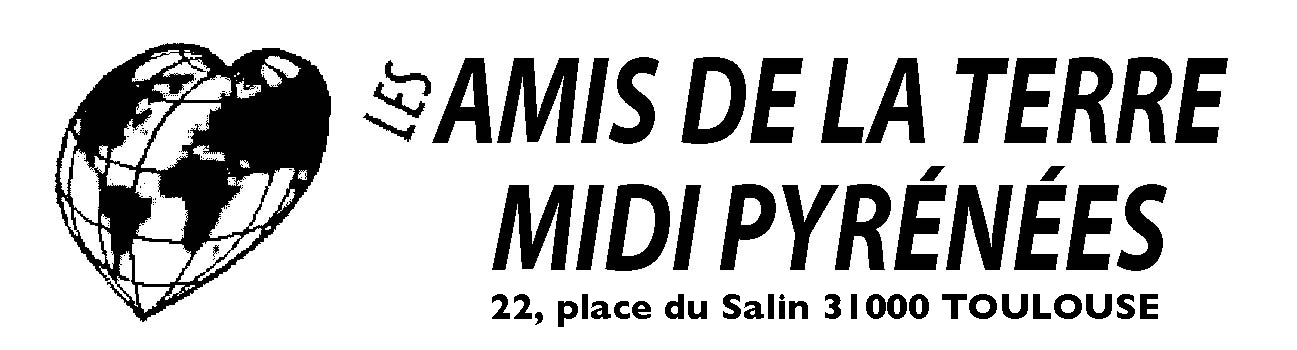 LES AMIS DE LA TERRE
MIDI PYRÉNÉES
22, place du Salin 31000 TOULOUSE